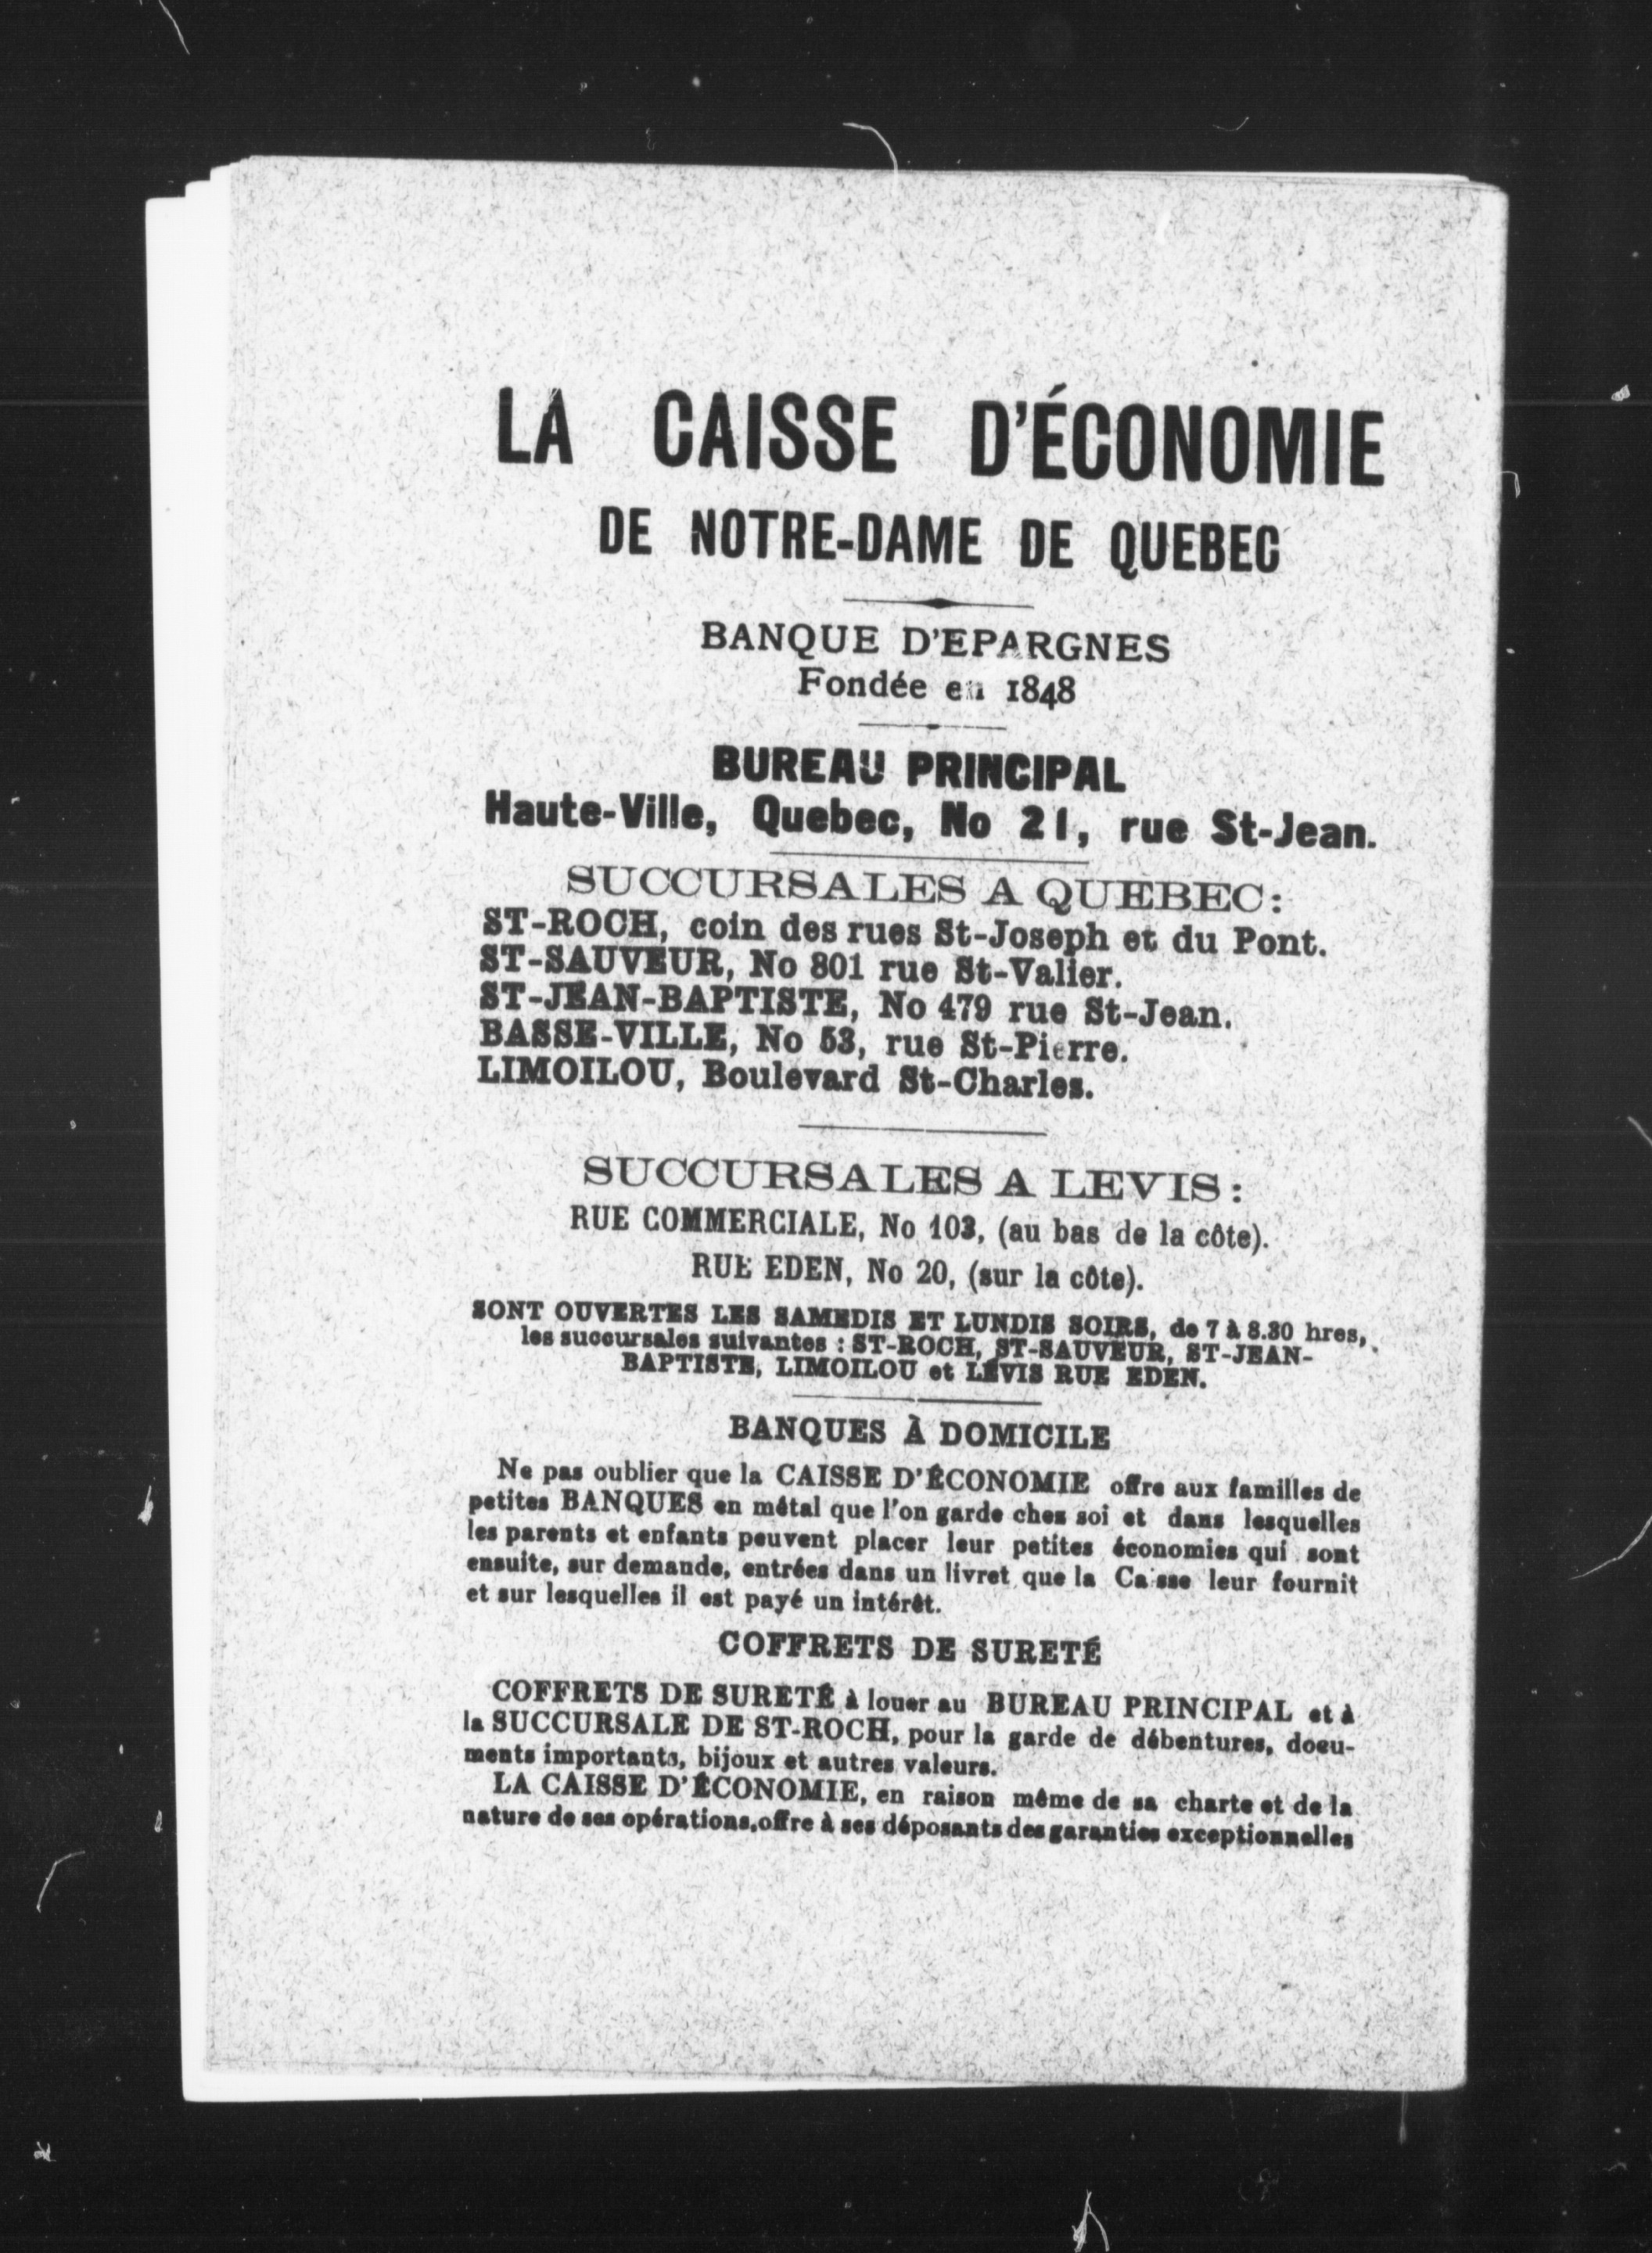 LA CAISSE D'ÉCONOMIE
DE NOTRE-DAME DE QUEBEC
BANQUE D'EPARGNES
Fondée en 1848
BUREAU PRINCIPAL
Haute-Ville, Quebec, No 21, rue St-Jean.
SUCCURSALES A QUEBEC:
ST-ROCH, coin des rues St-Joseph et du Pont.
ST-SAUVEUR, No 801 rue St-Valier.
ST-JEAN-BAPTISTE, No 479 rue St-Jean.
BASSE-VILLE, No 53, rue St-Pierre.
LIMOILOU, Boulevard St-Charles.
SUCCURSALES A LEVIS:
RUE COMMERCIALE, No 103, (au bas de la côte).
RUE EDEN, No 20, (sur la côte).
SONT OUVERTES LES SAMEDIS ET LUNDIS SOIRS, de 7 à 8.30 hres,
les succursales suivantes : ST-ROCH, ST-SAUVEUR, ST-JEAN-
BAPTISTE, LIMOILOU et LÉVIS RUE EDEN.
BANQUES À DOMICILE
Ne pas oublier que la CAISSE D'ÉCONOMIE offre aux familles de
petites BANQUES en métal que l'on garde chez soi et dans lesquelles
les parents et enfants peuvent placer leur petites économies qui sont
ensuite, sur demande, entrées dans un livret que la Caisse leur fournit
et sur lesquelles il est payé un intérêt.
COFFRETS DE SURETÉ
COFFRETS DE SURETÉ à louer au BUREAU PRINCIPAL et à
la SUCCURSALE DE ST-ROCH, pour la garde de débentures, docu-
ments importants, bijoux et autres valeurs.
LA CAISSE D'ÉCONOMIE, en raison même de sa charte et de la
nature de ses opérations, offre à ses déposants des garanties exceptionnelles